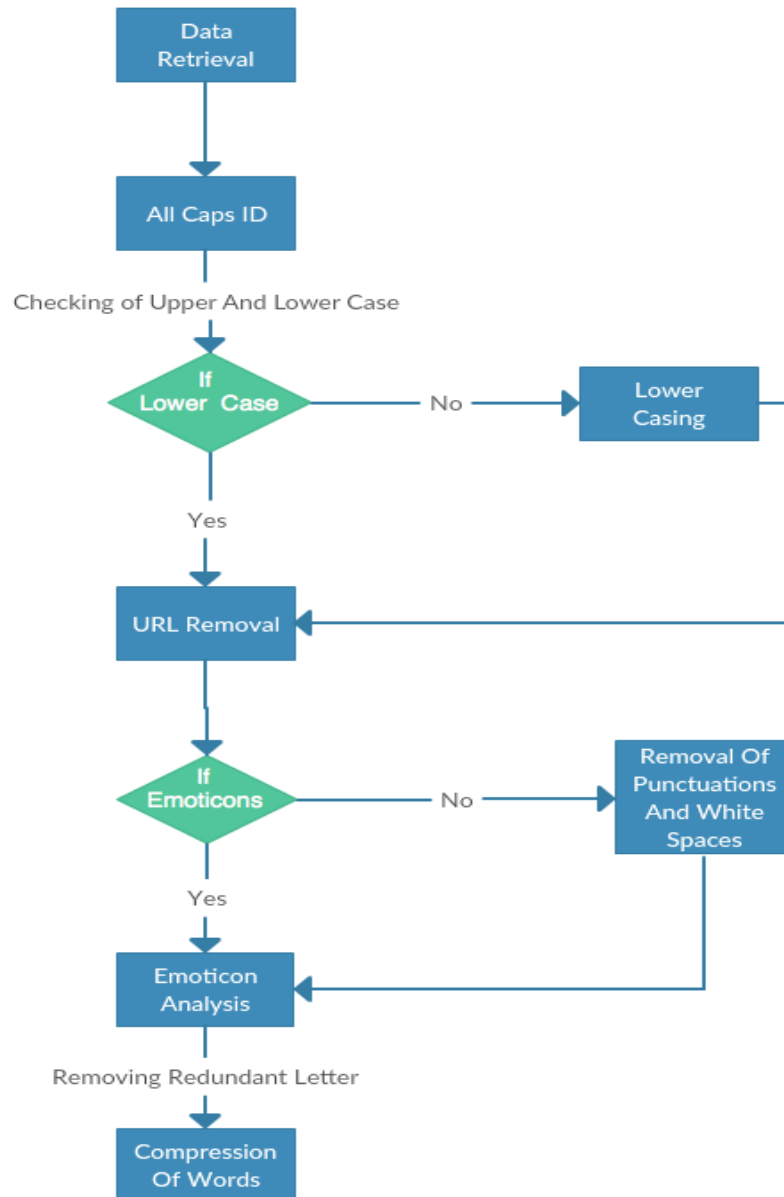 Data
Retrieval
All Caps ID
Checking of Upper And Lower Case
If
Lower Case
No
Lower
Casing
Yes
URL Removal
If
Emoticons
No
Removal Of
Punctuations
And White
Spaces
Yes
Emoticon
Analysis
Removing Redundant Letter
Compression
Of Words